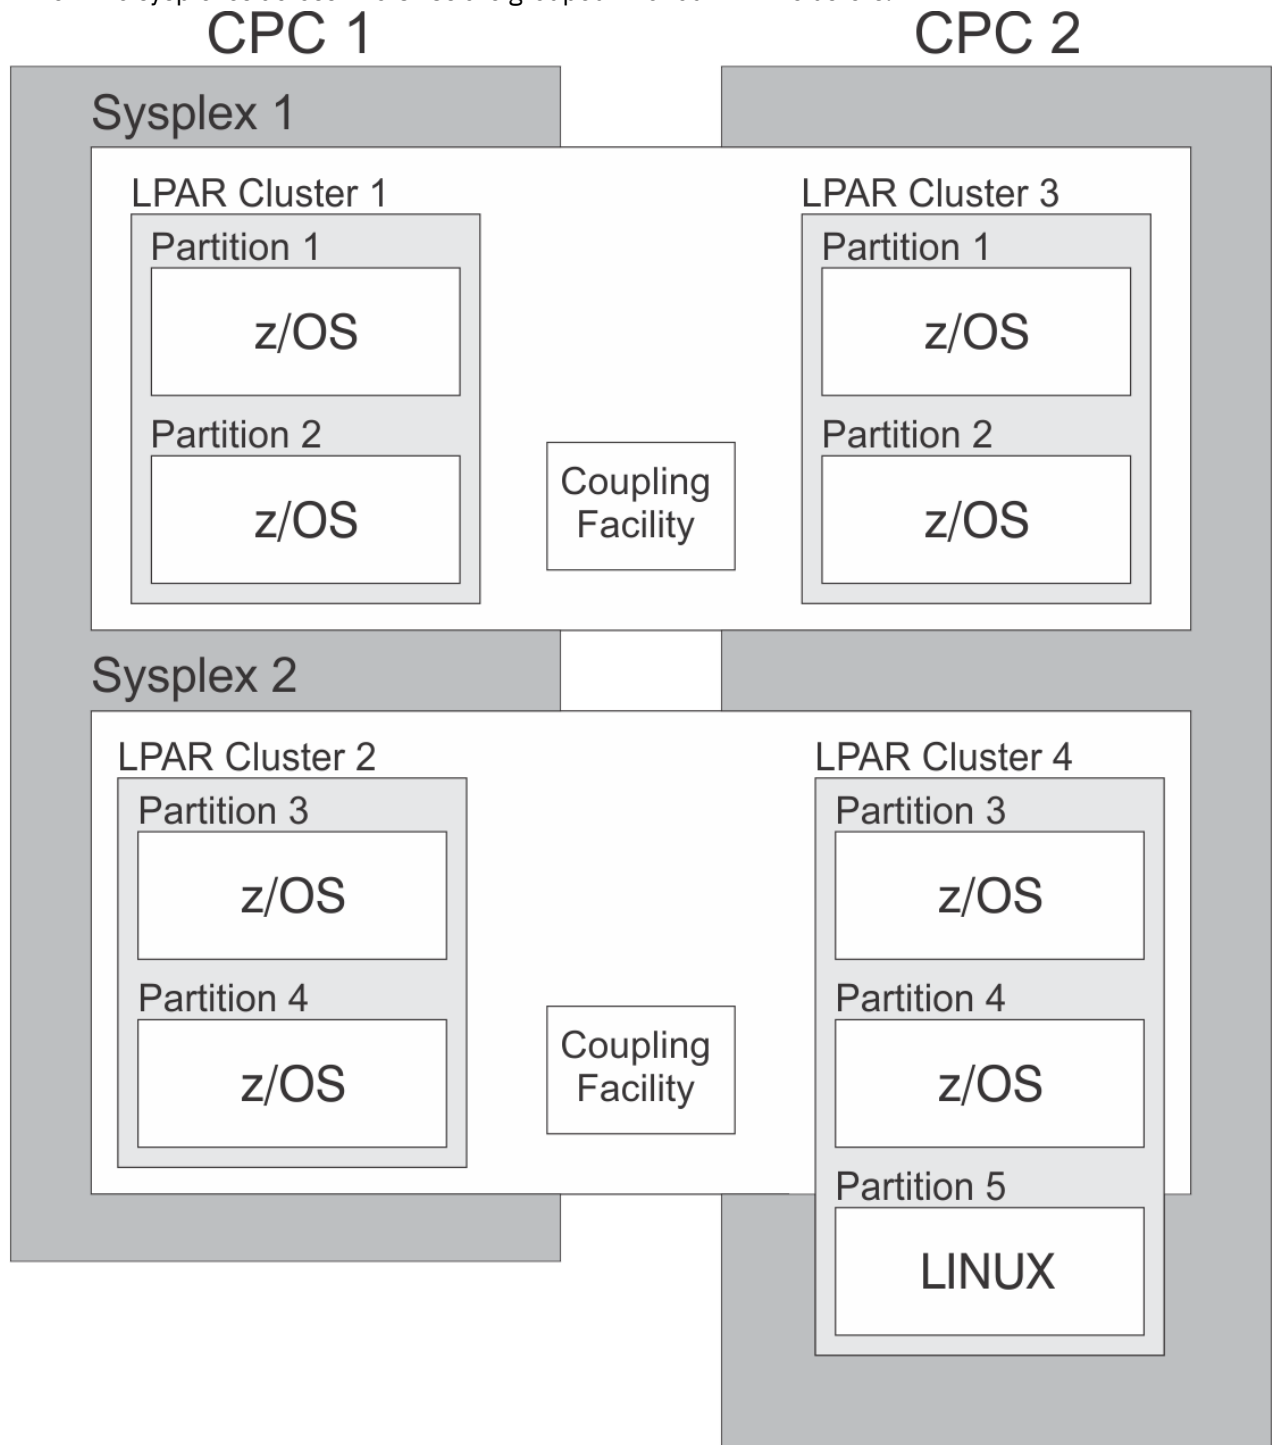 CPC 1
CPC 2
Sysplex 1
LPAR Cluster 1
Partition 1
z/OS
Partition 2
z/OS
Coupling
Facility
LPAR Cluster 3
Partition 1
z/OS
Partition 2
z/OS
Sysplex 2
LPAR Cluster 2
Partition 3
z/OS
Partition 4
z/OS
Coupling
Facility
LPAR Cluster 4
Partition 3
z/OS
Partition 4
z/OS
Partition 5
LINUX